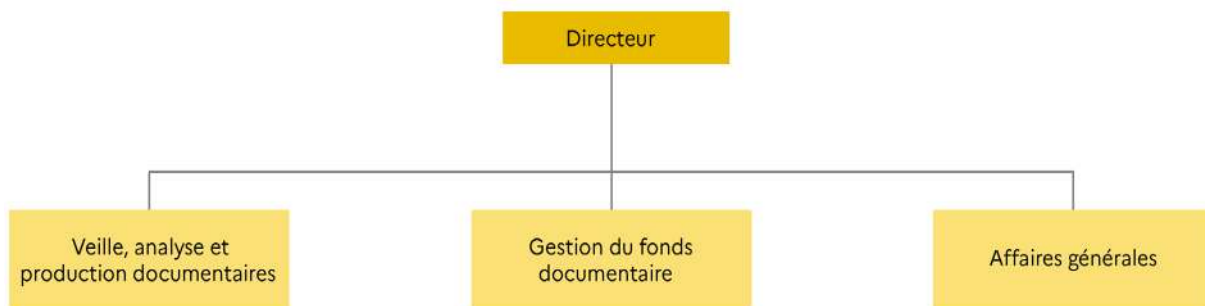 Directeur
Veille, analyse et
production documentaires
Gestion du fonds
documentaire
Affaires générales